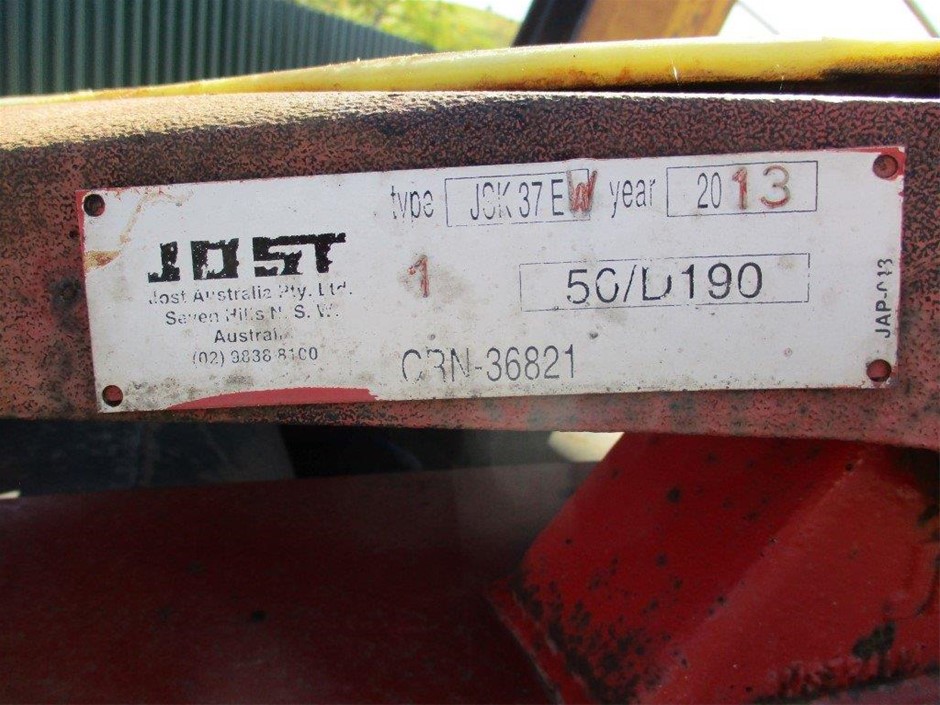 type JSK 37 EW year 2013
JOST
Jost Australia Pty. Ltd.
Seven Hills N. S. W.
Australia
(02) 9838 8100
1
50/D190
CRN-36821
JAP-013